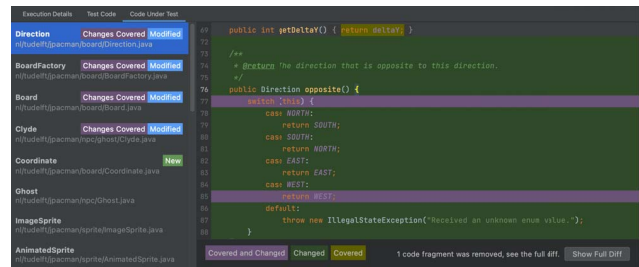 Execution Details Test Code Code Under Test
Direction Changes Covered Modified
nl/tudelft/jpacman/board/Direction.java
BoardFactory Changes Covered Modified
nl/tudelft/jpacman/board/BoardFactory.java
Board Changes Covered Modified
nl/tudelft/jpacman/board/Board.java
Clyde Changes Covered Modified
nl/tudelft/jpacman/npc/ghost/Clyde.java
Coordinate New
nl/tudelft/jpacman/board/Coordinate.java
Ghost
nl/tudelft/jpacman/npc/Ghost.java
ImageSprite
nl/tudelft/jpacman/sprite/ImageSprite.java
AnimatedSprite
nl/tudelft/jpacman/sprite/AnimatedSprite.java
69 public int getDeltaY() { return deltaY; }
72
73 /**
74 * @return The direction that is opposite to this direction.
75 */
76 public Direction opposite() {
77 switch (this) {
78 case NORTH:
79 return SOUTH;
80 case SOUTH:
81 return NORTH;
82 case EAST:
83 return EAST;
84 case WEST:
85 return WEST;
86 default:
87 throw new IllegalStateException("Received an unknown enum value.");
88 }
Covered and Changed Changed Covered 1 code fragment was removed, see the full diff. Show Full Diff